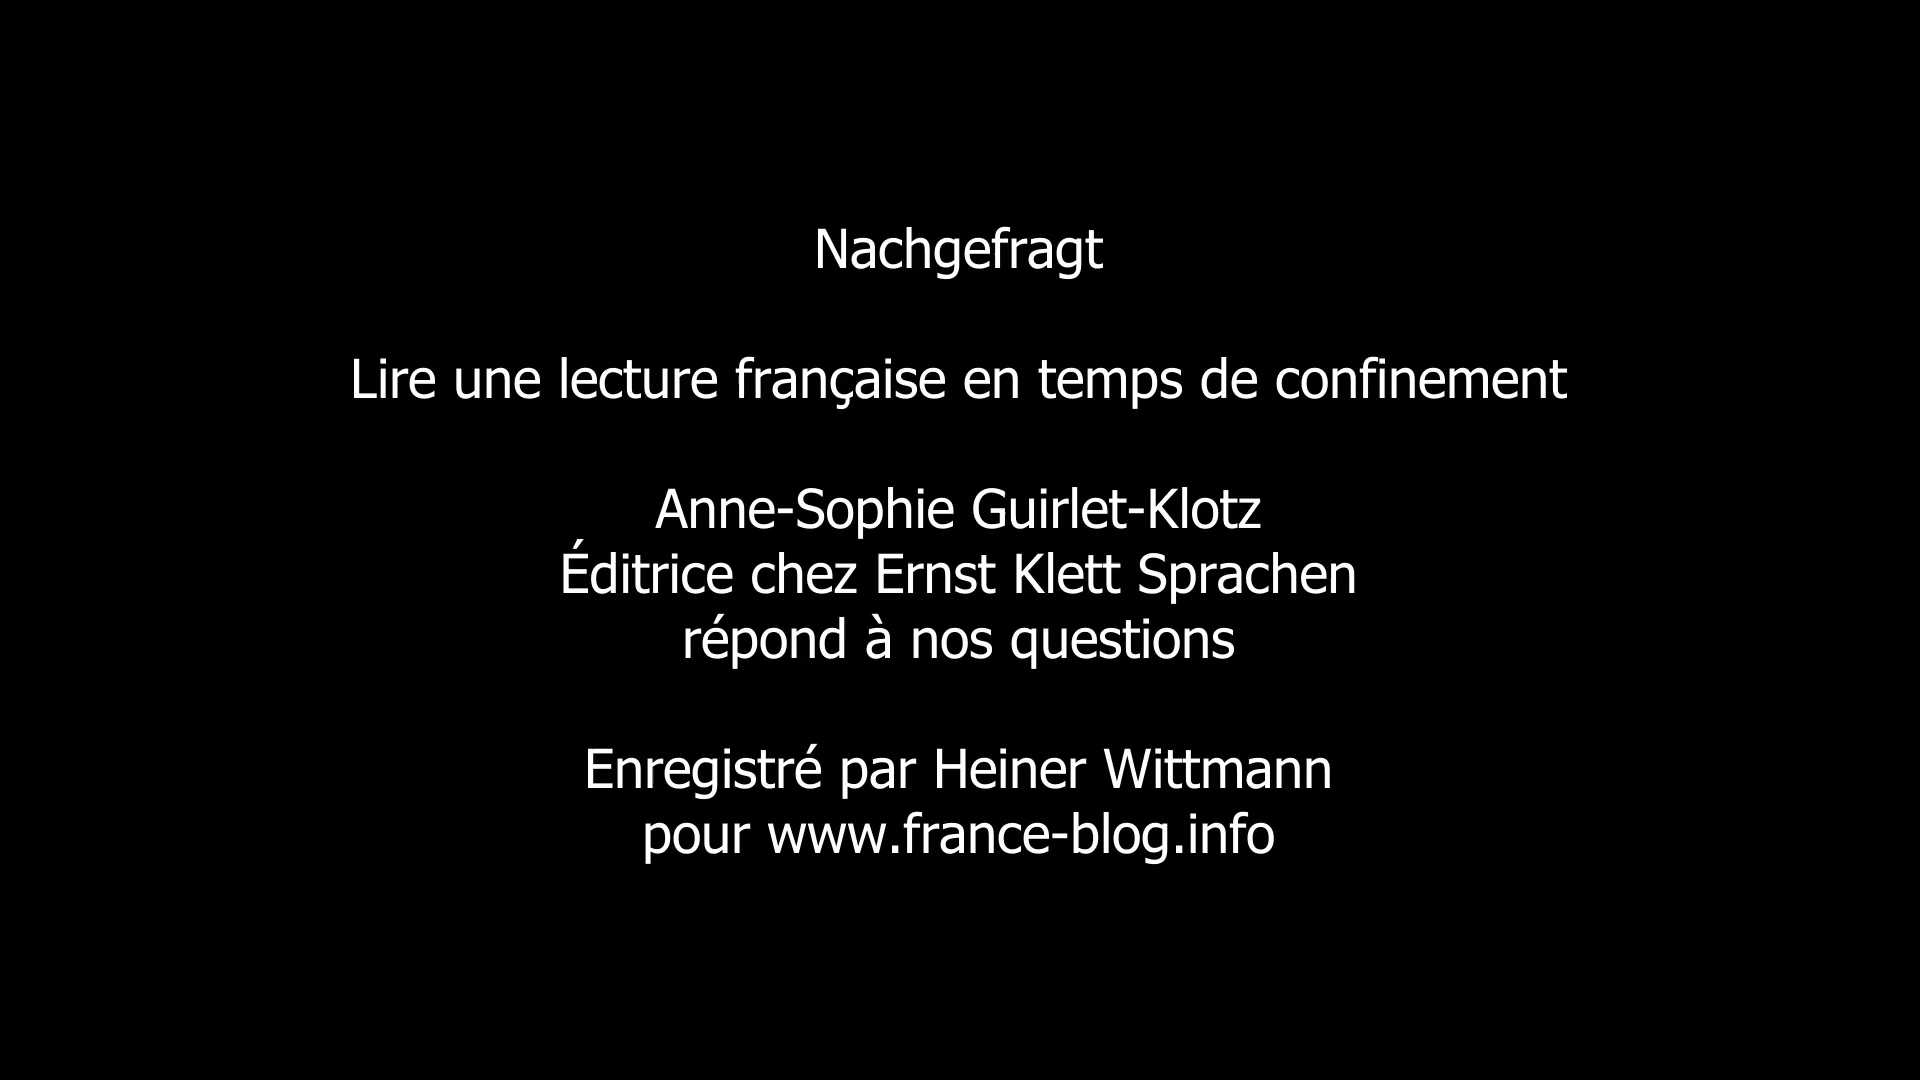 Nachgefragt
Lire une lecture française en temps de confinement
Anne-Sophie Guirlet-Klotz
Éditrice chez Ernst Klett Sprachen
répond à nos questions
Enregistré par Heiner Wittmann
pour www.france-blog.info